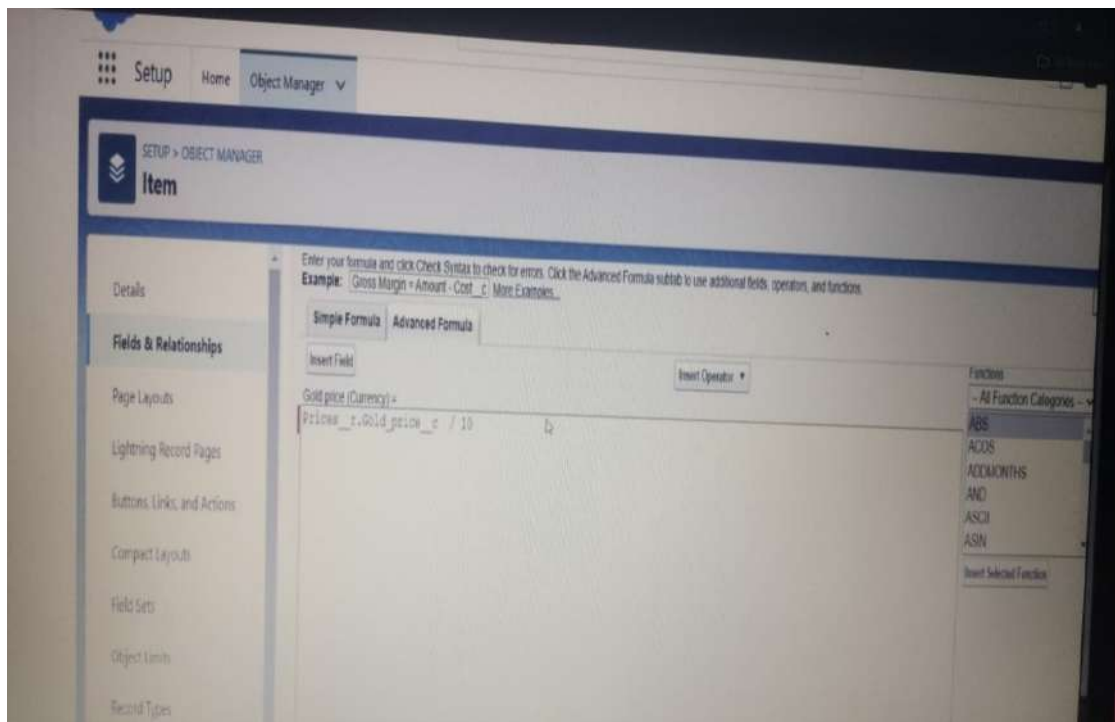 Setup Home Object Manager
SETUP > OBJECT MANAGER
Item
Enter your formula and click Check Syntax to check for errors. Click the Advanced Formula subtab to use additional fields, operators, and functions.
Example: Gross Margin = Amount - Cost__c More Examples...
Simple Formula Advanced Formula
Insert Field
Insert Operator
Gold price (Currency) =
Prices__r.Gold_price__c / 10
Functions
-- All Function Categories --
ABS
ACOS
ADDMONTHS
AND
ASCII
ASIN
Insert Selected Function
Details
Fields & Relationships
Page Layouts
Lightning Record Pages
Buttons, Links, and Actions
Compact Layouts
Field Sets
Object Limits
Record Types